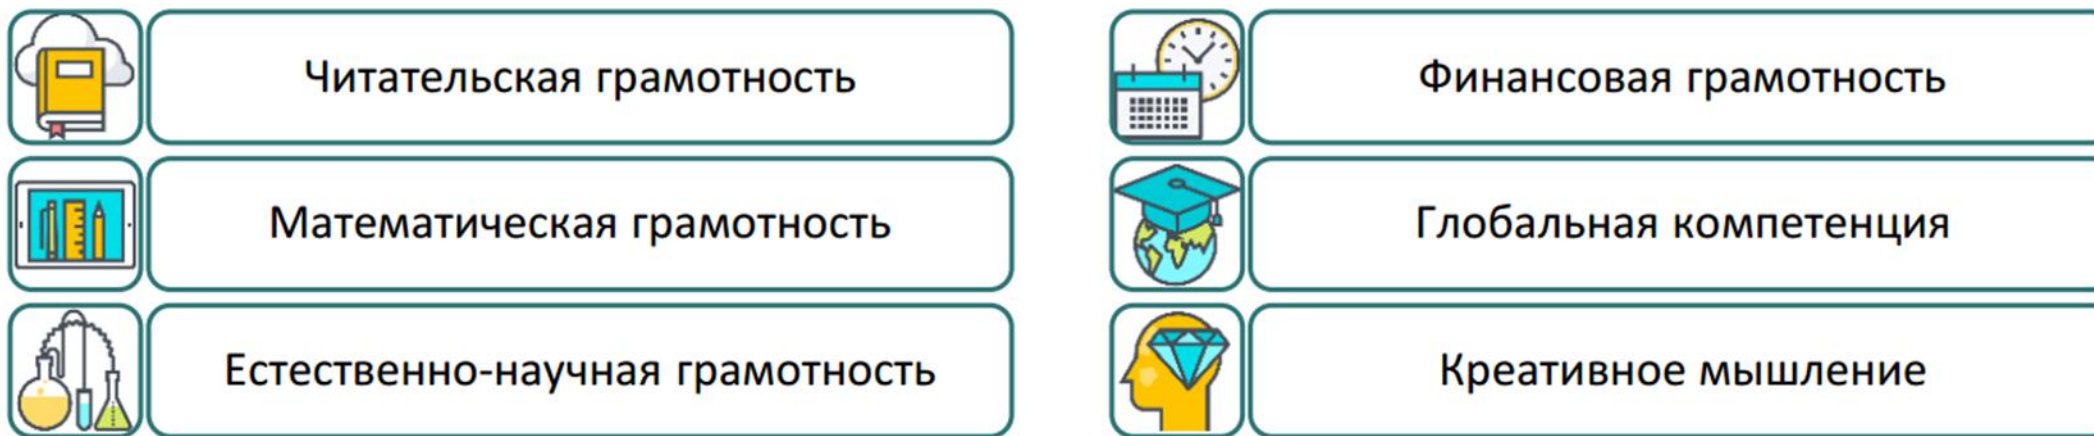 Читательская грамотность
Математическая грамотность
Естественно-научная грамотность
Финансовая грамотность
Глобальная компетенция
Креативное мышление